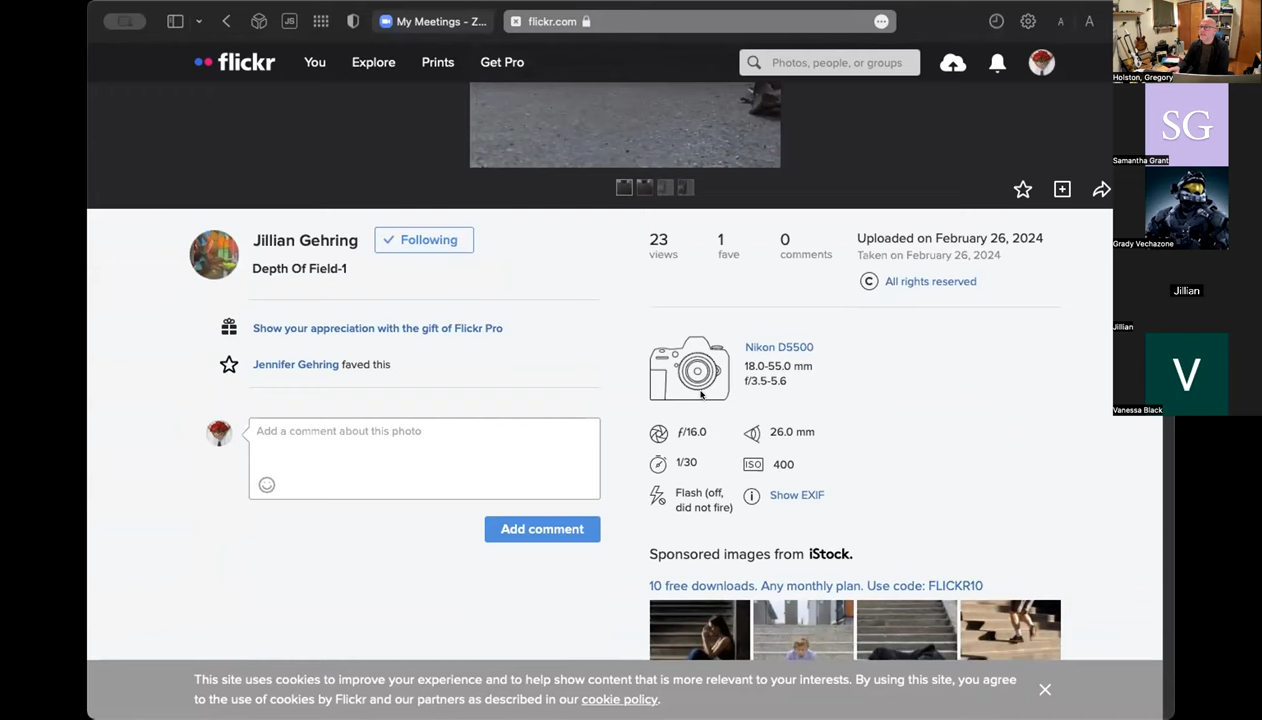 My Meetings – Z...
flickr.com
A A
flickr
You
Explore
Prints
Get Pro
Photos, people, or groups
Holston, Gregory
SG
Samantha Grant
Grady Vechazone
Jillian
Jillian
V
Vanessa Black
Jillian Gehring
Following
Depth Of Field-1
Show your appreciation with the gift of Flickr Pro
Jennifer Gehring faved this
Add a comment about this photo
Add comment
23
views
1
fave
0
comments
Uploaded on February 26, 2024
Taken on February 26, 2024
All rights reserved
Nikon D5500
18.0-55.0 mm
f/3.5-5.6
ƒ/16.0
26.0 mm
1/30
ISO 400
Flash (off,
did not fire)
Show EXIF
Sponsored images from iStock.
10 free downloads. Any monthly plan. Use code: FLICKR10
This site uses cookies to improve your experience and to help show content that is more relevant to your interests. By using this site, you agree
to the use of cookies by Flickr and our partners as described in our cookie policy.
JS